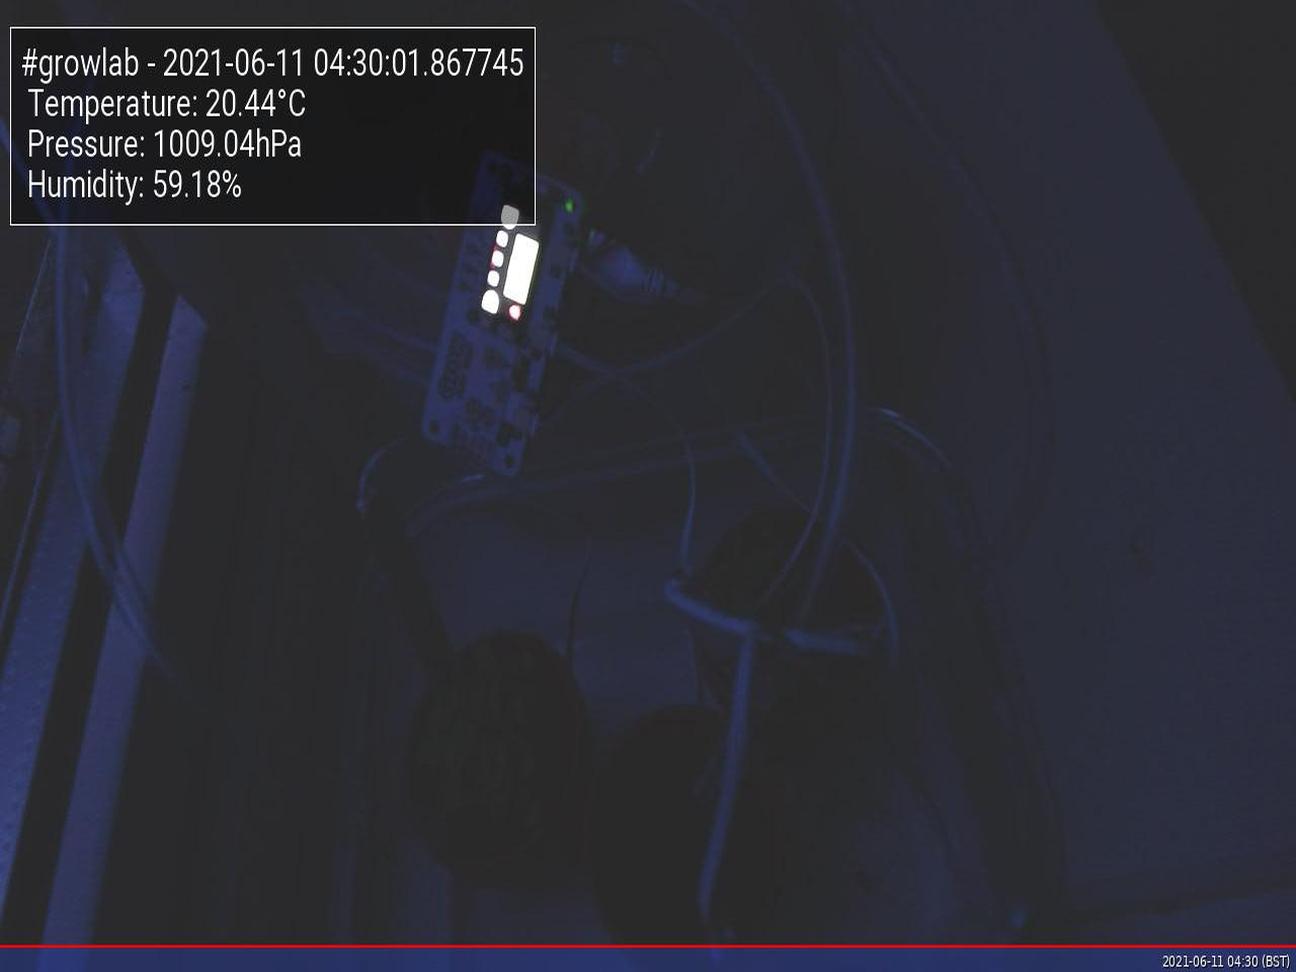 #growlab - 2021-06-11 04:30:01.867745
Temperature: 20.44°C
Pressure: 1009.04hPa
Humidity: 59.18%
2021-06-11 04:30 (BST)